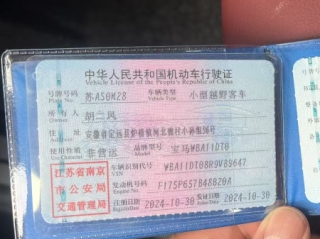 中华人民共和国机动车行驶证
Vehicle License of the People's Republic of China
号牌号码 苏A50M28 车辆类型 小型越野客车
Plate No. Vehicle Type
所有人 胡二凤
Owner
住址 安徽省定远县
Address
使用性质 非营运 品牌型号 宝马WBA11DT0
Use Character Model
江苏省南京
市公安局
交通管理局
车辆识别代号
VIN
发动机号码
Engine No.
注册日期 2024-10-30 发证日期 2024-10-30
Register Date Issue Date